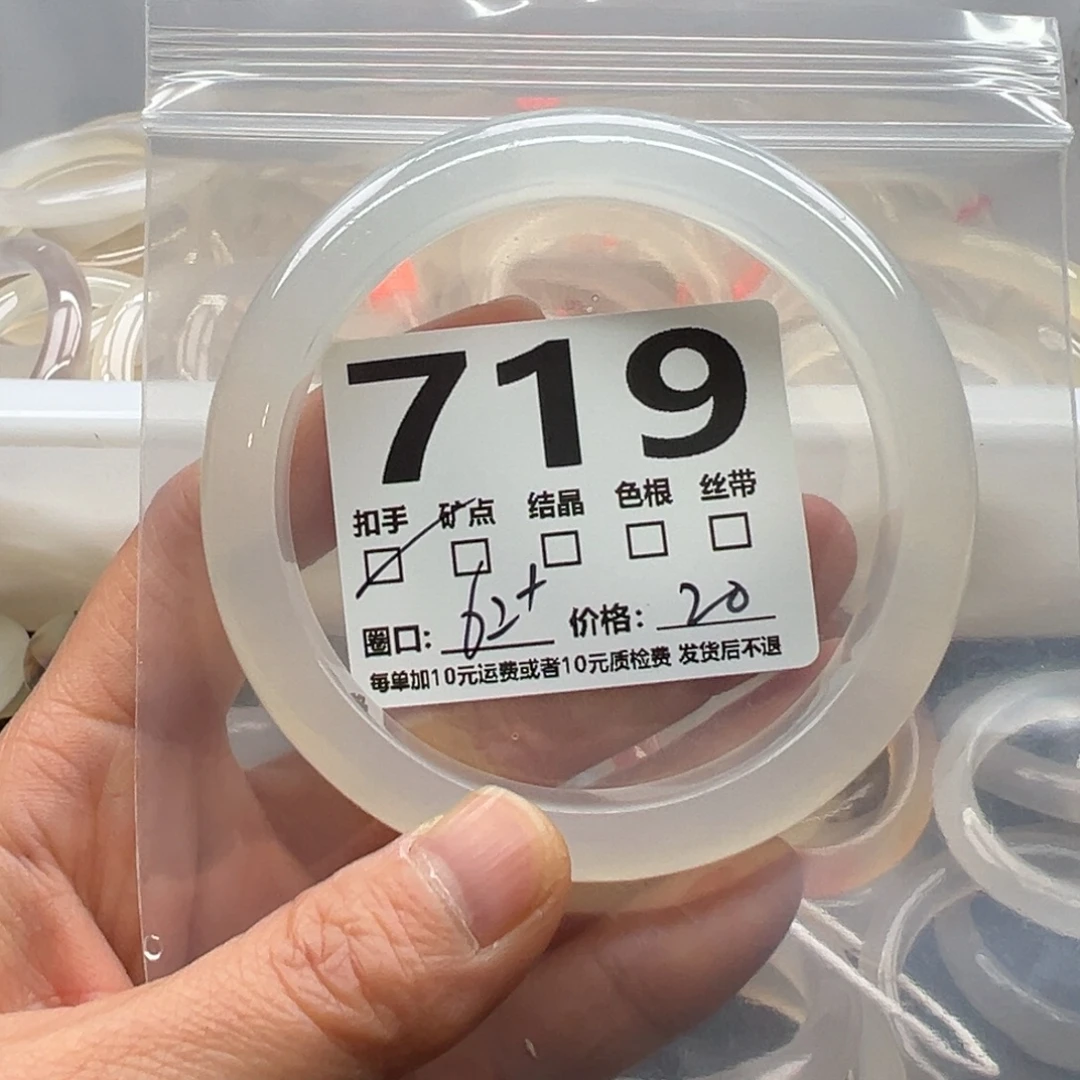 719
扣手 矿点 结晶 色根 丝带
圈口: 62+ 价格: 20
每单加10元运费或者10元质检费 发货后不退